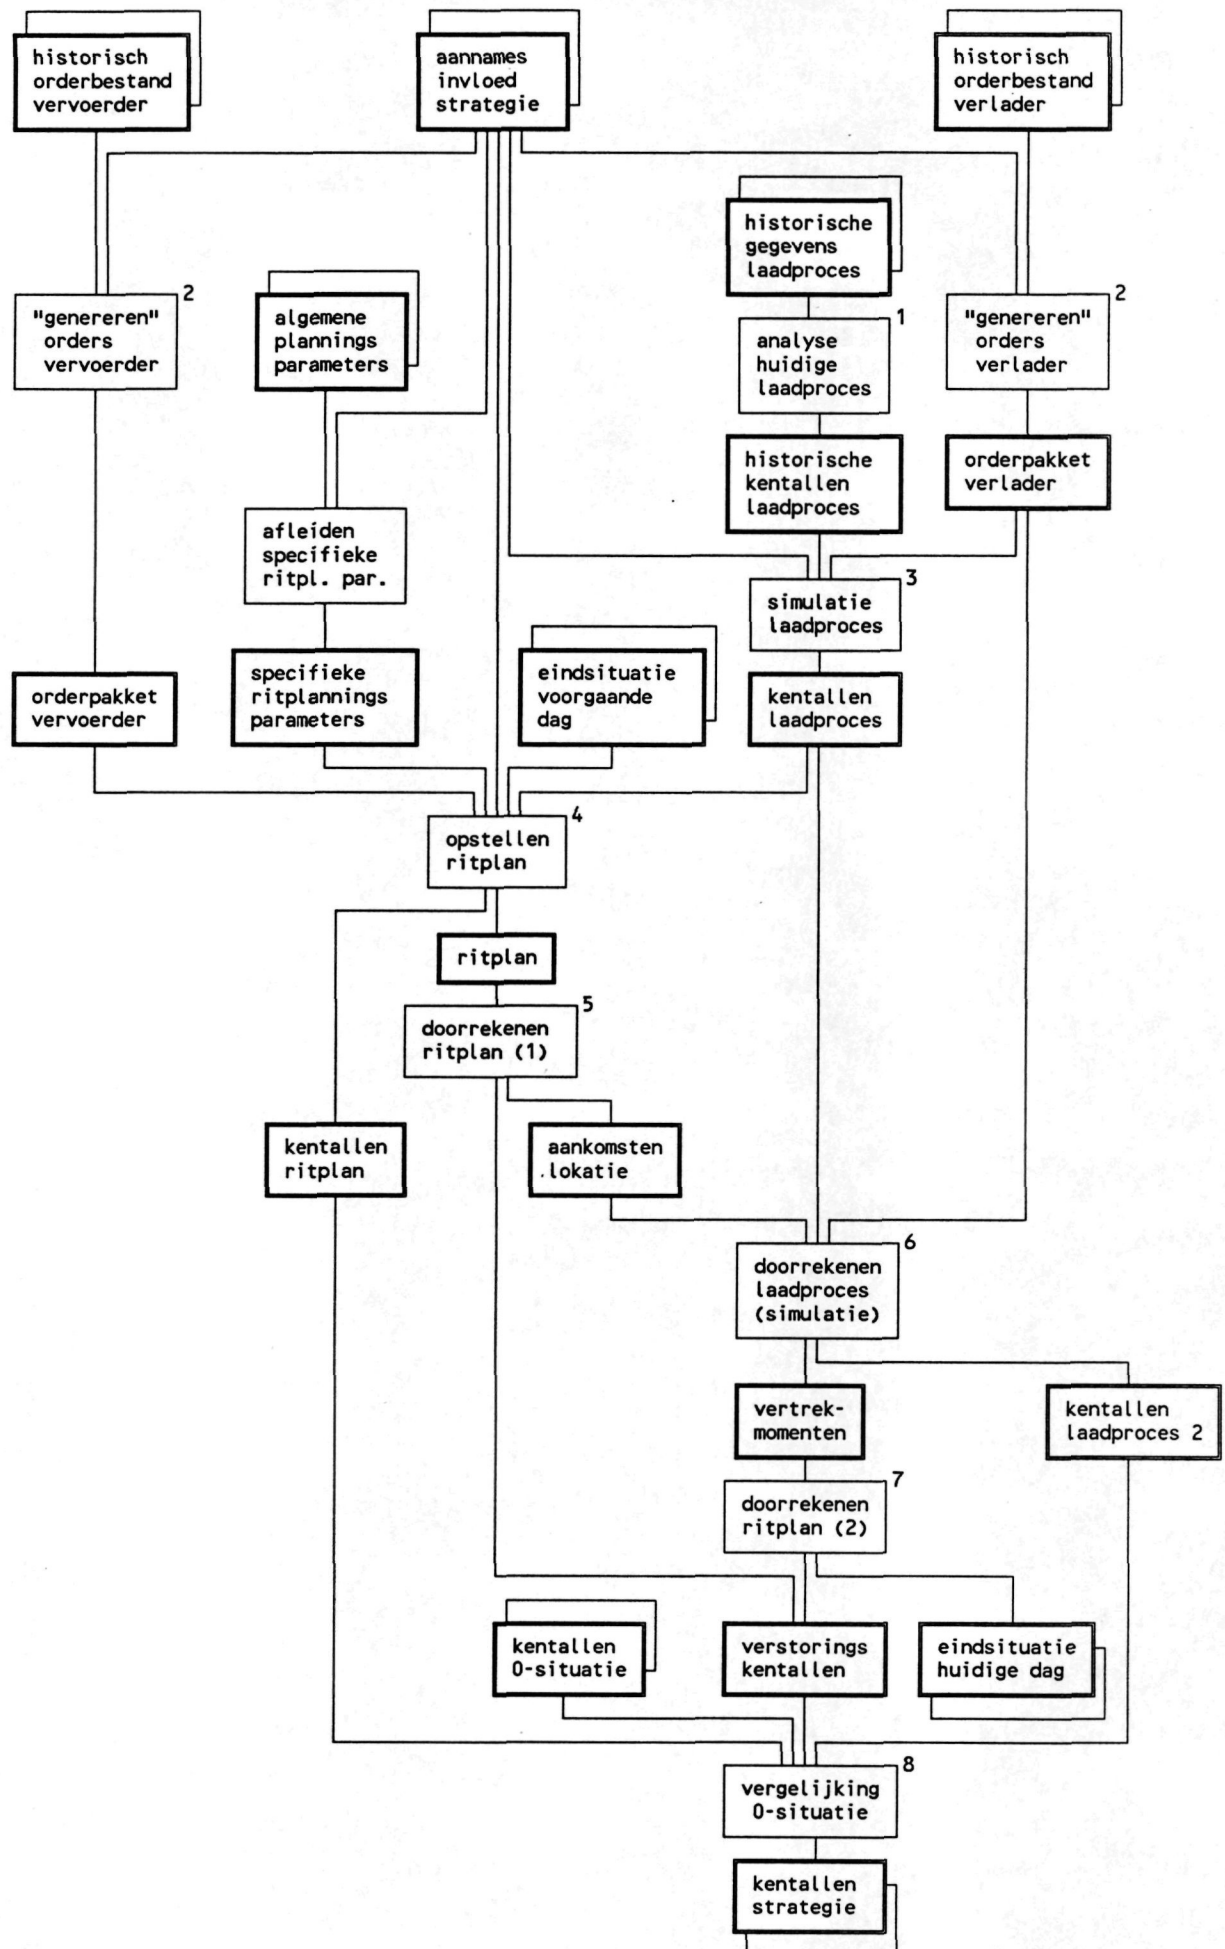 historisch
orderbestand
vervoerder
aannames
invloed
strategie
historisch
orderbestand
verlader
historische
gegevens
laadproces
2
"genereren"
orders
vervoerder
algemene
plannings
parameters
1
analyse
huidige
laadproces
2
"genereren"
orders
verlader
historische
kentallen
laadproces
orderpakket
verlader
afleiden
specifieke
ritpl. par.
3
simulatie
laadproces
orderpakket
vervoerder
specifieke
ritplannings
parameters
eindsituatie
voorgaande
dag
kentallen
laadproces
4
opstellen
ritplan
ritplan
5
doorrekenen
ritplan (1)
kentallen
ritplan
aankomsten
lokatie
6
doorrekenen
laadproces
(simulatie)
vertrek-
momenten
kentallen
laadproces 2
7
doorrekenen
ritplan (2)
kentallen
0-situatie
verstorings
kentallen
eindsituatie
huidige dag
8
vergelijking
0-situatie
kentallen
strategie